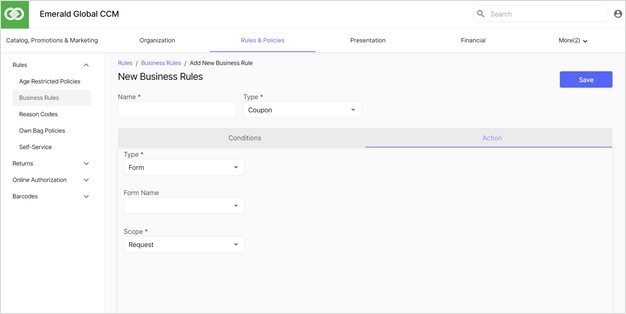 Emerald Global CCM
Search
Catalog, Promotions & Marketing
Organization
Rules & Policies
Presentation
Financial
More(2)
Rules
Age Restricted Policies
Business Rules
Reason Codes
Own Bag Policies
Self-Service
Returns
Online Authorization
Barcodes
Rules / Business Rules / Add New Business Rule
New Business Rules
Save
Name *
Type *
Coupon
Conditions
Action
Type *
Form
Form Name
Scope *
Request